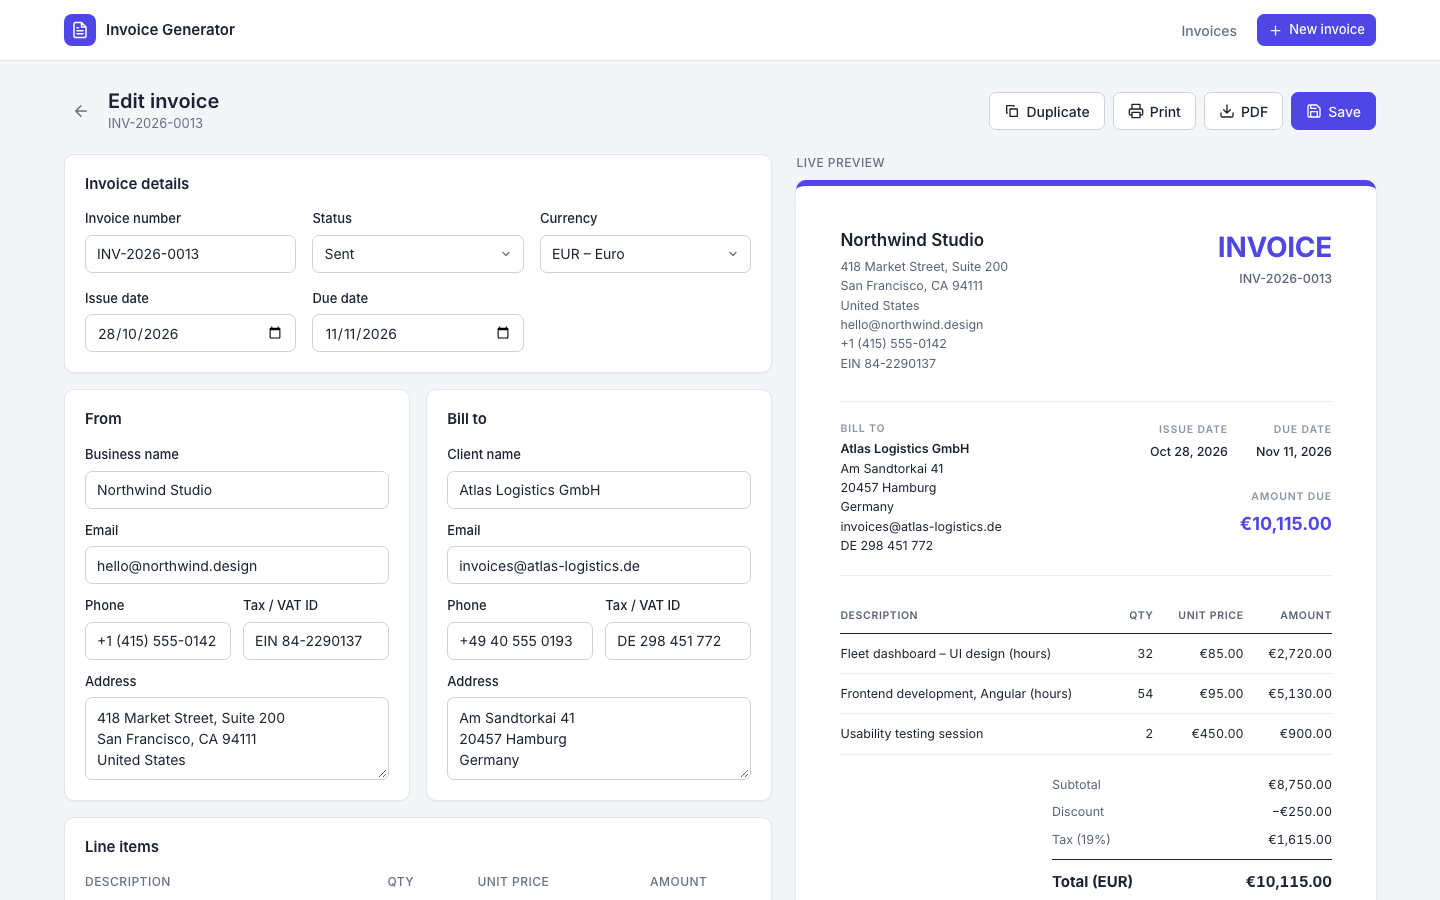 Invoice Generator
Invoices
New invoice
Edit invoice
INV-2026-0013
Duplicate
Print
PDF
Save
Invoice details
Invoice number
Status
Currency
INV-2026-0013
Sent
EUR – Euro
Issue date
Due date
28/10/2026
11/11/2026
From
Business name
Northwind Studio
Email
hello@northwind.design
Phone
Tax / VAT ID
+1 (415) 555-0142
EIN 84-2290137
Address
418 Market Street, Suite 200
San Francisco, CA 94111
United States
Bill to
Client name
Atlas Logistics GmbH
Email
invoices@atlas-logistics.de
Phone
Tax / VAT ID
+49 40 555 0193
DE 298 451 772
Address
Am Sandtorkai 41
20457 Hamburg
Germany
Line items
DESCRIPTION
QTY
UNIT PRICE
AMOUNT
LIVE PREVIEW
Northwind Studio
418 Market Street, Suite 200
San Francisco, CA 94111
United States
hello@northwind.design
+1 (415) 555-0142
EIN 84-2290137
INVOICE
INV-2026-0013
BILL TO
Atlas Logistics GmbH
Am Sandtorkai 41
20457 Hamburg
Germany
invoices@atlas-logistics.de
DE 298 451 772
ISSUE DATE
Oct 28, 2026
DUE DATE
Nov 11, 2026
AMOUNT DUE
€10,115.00
DESCRIPTION QTY UNIT PRICE AMOUNT
Fleet dashboard – UI design (hours) 32 €85.00 €2,720.00
Frontend development, Angular (hours) 54 €95.00 €5,130.00
Usability testing session 2 €450.00 €900.00
Subtotal €8,750.00
Discount −€250.00
Tax (19%) €1,615.00
Total (EUR) €10,115.00